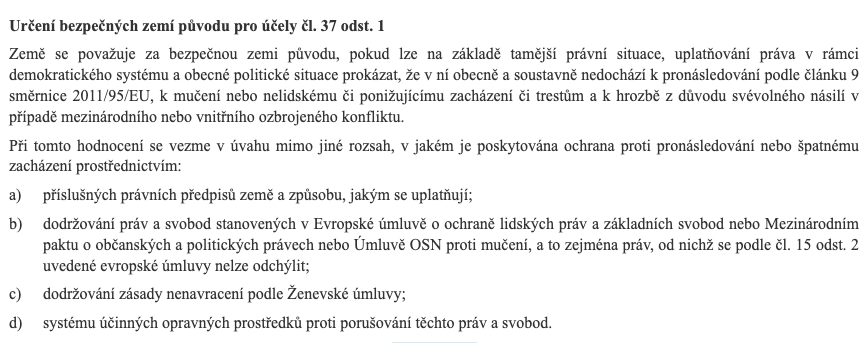 Určení bezpečných zemí původu pro účely čl. 37 odst. 1
Země se považuje za bezpečnou zemi původu, pokud lze na základě tamější právní situace, uplatňování práva v rámci
demokratického systému a obecné politické situace prokázat, že v ní obecně a soustavně nedochází k pronásledování podle článku 9
směrnice 2011/95/EU, k mučení nebo nelidskému či ponižujícímu zacházení či trestům a k hrozbě z důvodu svévolného násilí v
případě mezinárodního nebo vnitřního ozbrojeného konfliktu.
Při tomto hodnocení se vezme v úvahu mimo jiné rozsah, v jakém je poskytována ochrana proti pronásledování nebo špatnému
zacházení prostřednictvím:
a) příslušných právních předpisů země a způsobu, jakým se uplatňují;
b) dodržování práv a svobod stanovených v Evropské úmluvě o ochraně lidských práv a základních svobod nebo Mezinárodním
paktu o občanských a politických právech nebo Úmluvě OSN proti mučení, a to zejména práv, od nichž se podle čl. 15 odst. 2
uvedené evropské úmluvy nelze odchýlit;
c) dodržování zásady nenavracení podle Ženevské úmluvy;
d) systému účinných opravných prostředků proti porušování těchto práv a svobod.